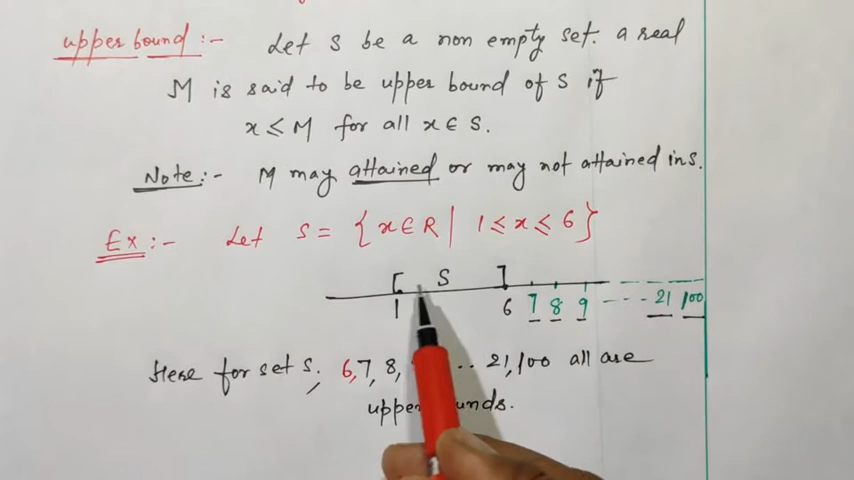 upper bound :- Let S be a non empty set. a real
M is said to be upper bound of S if
x ≤ M for all x ∈ S.
Note :- M may attained or may not attained in S.
Ex :- Let S = { x ∈ R | 1 ≤ x ≤ 6 }
[ S ]
1 6 7 8 9 --- 21 100
Here for set S, 6, 7, 8, .. 21, 100 all are
upper bounds.